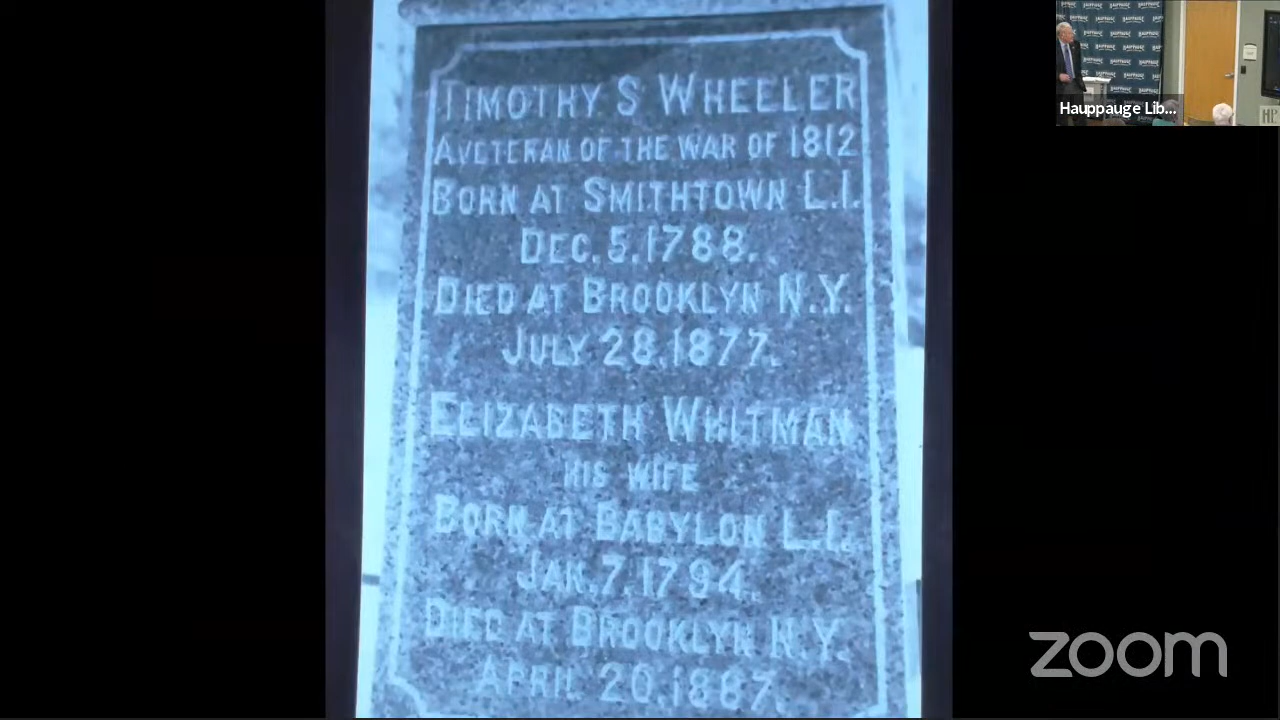 TIMOTHY S WHEELER
A VETERAN OF THE WAR OF 1812
BORN AT SMITHTOWN L.I.
DEC. 5. 1788.
DIED AT BROOKLYN N.Y.
JULY 28. 1877.
ELIZABETH WHITMAN
HIS WIFE
BORN AT BABYLON L.I.
JAN. 7. 1794.
DIED AT BROOKLYN N.Y.
APRIL 20. 1887.
Hauppauge Lib...
zoom